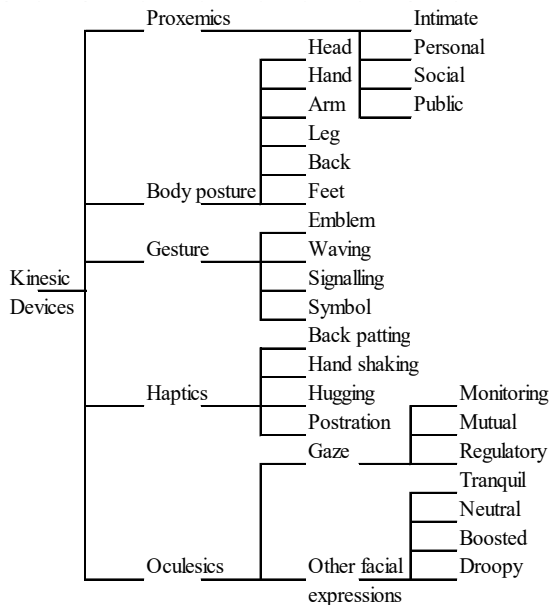 Proxemics Intimate
Head Personal
Hand Social
Arm Public
Leg
Back
Body posture Feet
Emblem
Gesture Waving
Kinesic Signalling
Devices Symbol
Back patting
Hand shaking
Haptics Hugging Monitoring
Postration Mutual
Gaze Regulatory
Tranquil
Neutral
Boosted
Oculesics Other facial Droopy
expressions